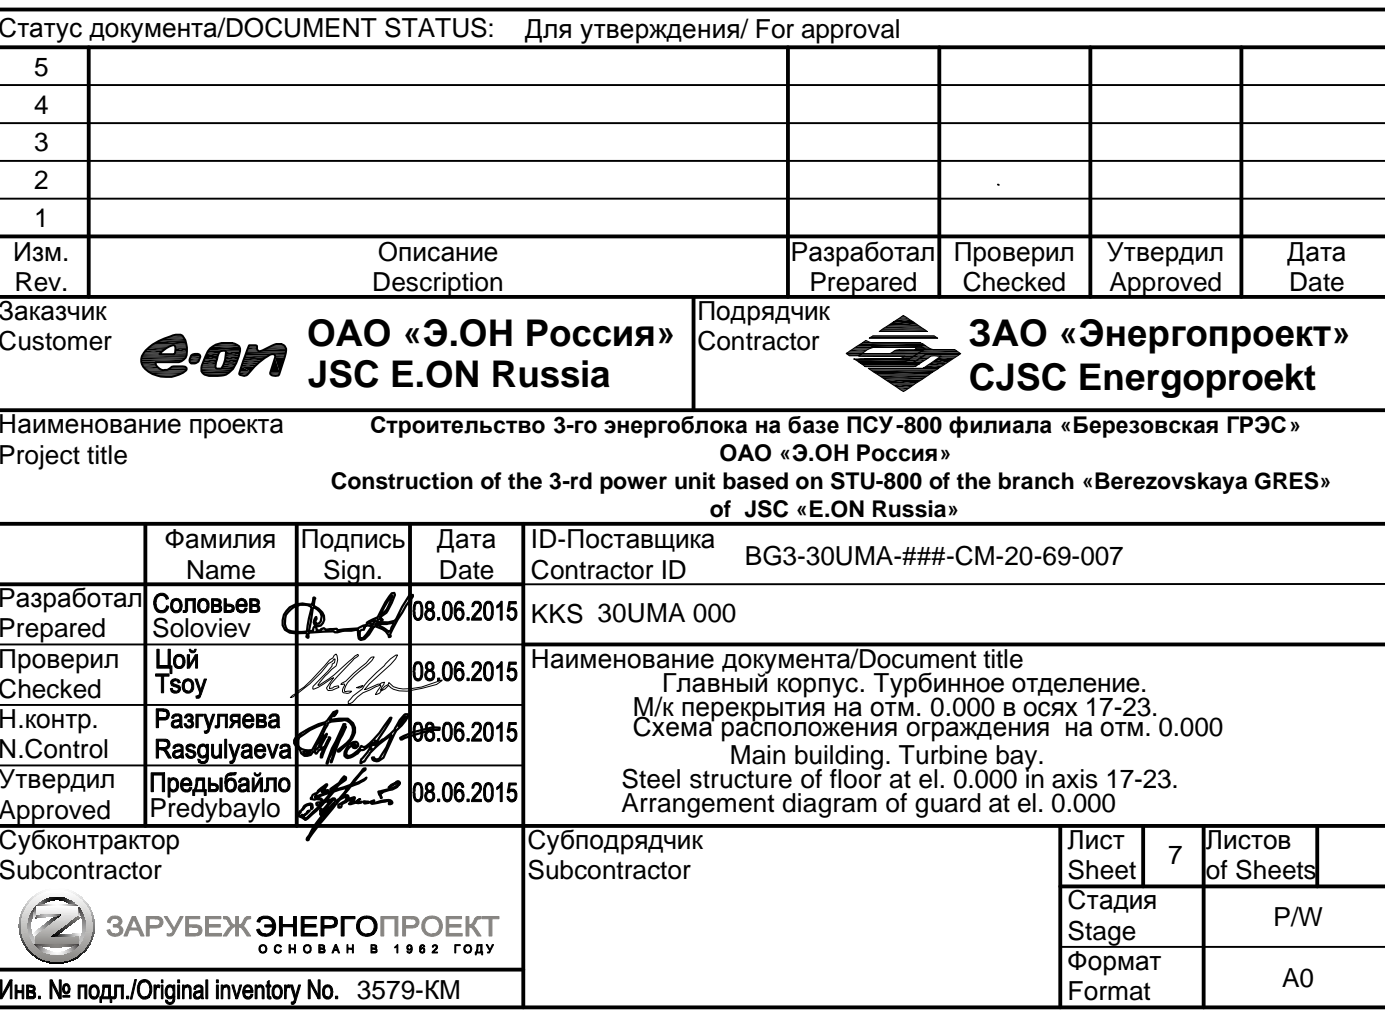 Статус документа/DOCUMENT STATUS: Для утверждения/ For approval
5
4
3
2
1
Изм. Описание Разработал Проверил Утвердил Дата
Rev. Description Prepared Checked Approved Date
Заказчик
Customer
e·on
ОАО «Э.ОН Россия»
JSC E.ON Russia
Подрядчик
Contractor
ЗАО «Энергопроект»
CJSC Energoproekt
Наименование проекта
Project title
Строительство 3-го энергоблока на базе ПСУ-800 филиала «Березовская ГРЭС»
ОАО «Э.ОН Россия»
Construction of the 3-rd power unit based on STU-800 of the branch «Berezovskaya GRES»
of JSC «E.ON Russia»
Фамилия Подпись Дата
Name Sign. Date
ID-Поставщика
Contractor ID
BG3-30UMA-###-CM-20-69-007
Разработал Соловьев 08.06.2015
Prepared Soloviev
KKS 30UMA 000
Проверил Цой 08.06.2015
Checked Tsoy
Н.контр. Разгуляева 08.06.2015
N.Control Rasgulyaeva
Утвердил Предыбайло 08.06.2015
Approved Predybaylo
Наименование документа/Document title
Главный корпус. Турбинное отделение.
М/к перекрытия на отм. 0.000 в осях 17-23.
Схема расположения ограждения на отм. 0.000
Main building. Turbine bay.
Steel structure of floor at el. 0.000 in axis 17-23.
Arrangement diagram of guard at el. 0.000
Субконтрактор
Subcontractor
ЗАРУБЕЖЭНЕРГОПРОЕКТ
ОСНОВАН В 1962 ГОДУ
Инв. № подл./Original inventory No. 3579-КМ
Субподрядчик
Subcontractor
Лист 7 Листов
Sheet of Sheets
Стадия P/W
Stage
Формат A0
Format